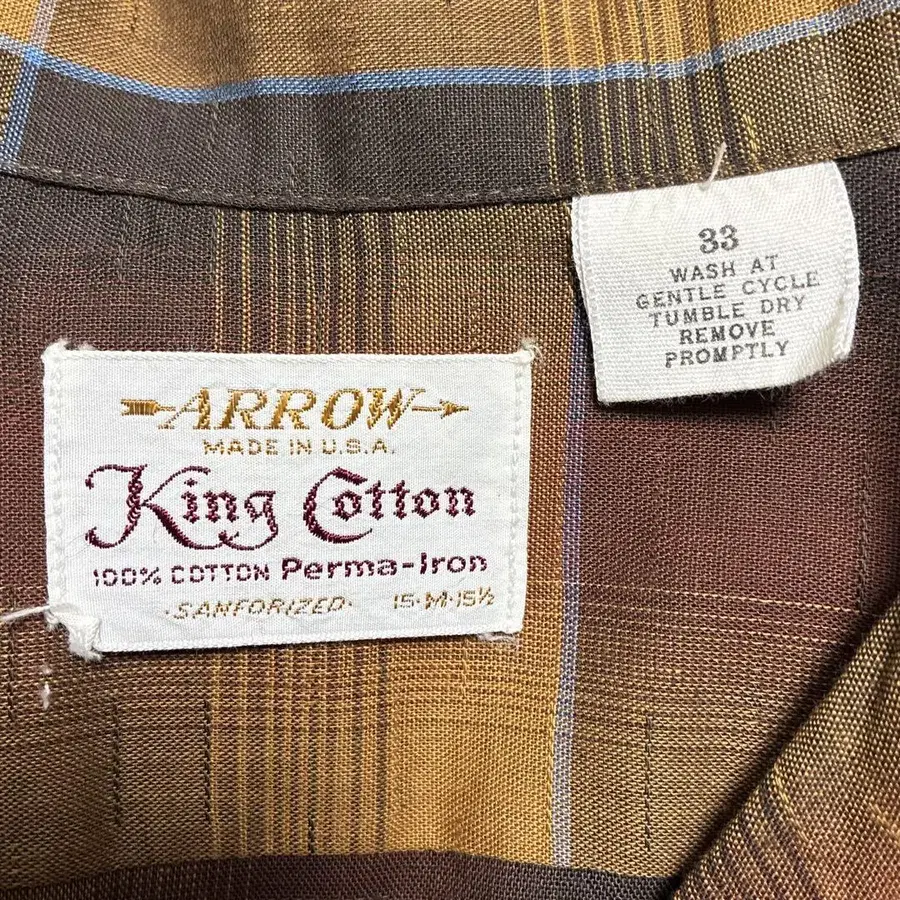 33
WASH AT
GENTLE CYCLE
TUMBLE DRY
REMOVE
PROMPTLY
ARROW
MADE IN U.S.A.
King Cotton
100% COTTON Perma-Iron
·SANFORIZED· 15·M·15½